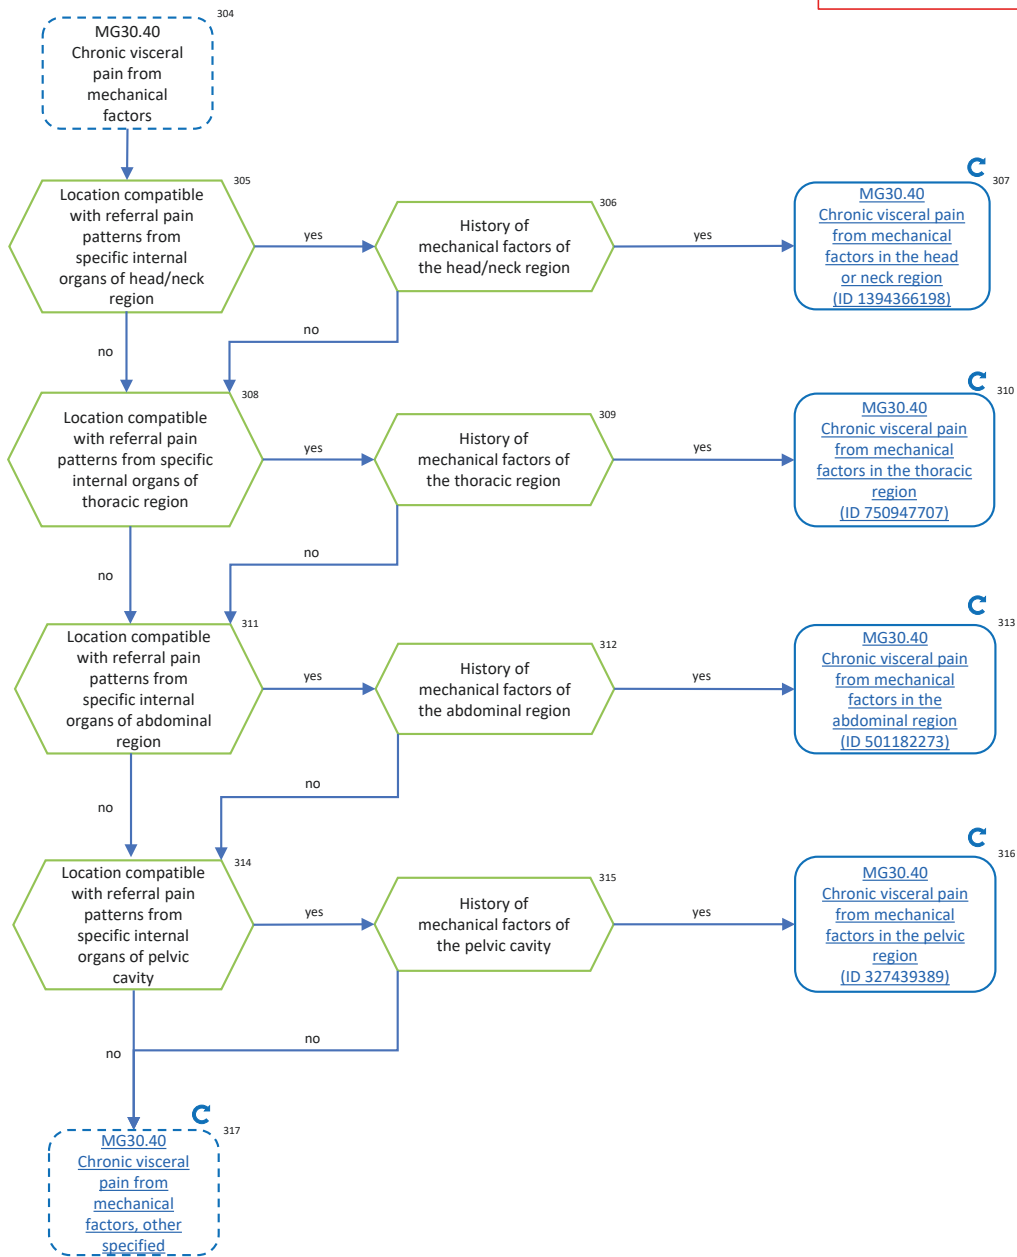 304
MG30.40
Chronic visceral
pain from
mechanical
factors
305
Location compatible
with referral pain
patterns from
specific internal
organs of head/neck
region
yes
306
History of
mechanical factors of
the head/neck region
yes
307
MG30.40
Chronic visceral pain
from mechanical
factors in the head
or neck region
(ID 1394366198)
no
no
308
Location compatible
with referral pain
patterns from specific
internal organs of
thoracic region
yes
309
History of
mechanical factors of
the thoracic region
yes
310
MG30.40
Chronic visceral pain
from mechanical
factors in the thoracic
region
(ID 750947707)
no
no
311
Location compatible
with referral pain
patterns from
specific internal
organs of abdominal
region
yes
312
History of
mechanical factors of
the abdominal region
yes
313
MG30.40
Chronic visceral pain
from mechanical
factors in the
abdominal region
(ID 501182273)
no
no
314
Location compatible
with referral pain
patterns from
specific internal
organs of pelvic
cavity
yes
315
History of
mechanical factors of
the pelvic cavity
yes
316
MG30.40
Chronic visceral pain
from mechanical
factors in the pelvic
region
(ID 327439389)
no
no
317
MG30.40
Chronic visceral
pain from
mechanical
factors, other
specified